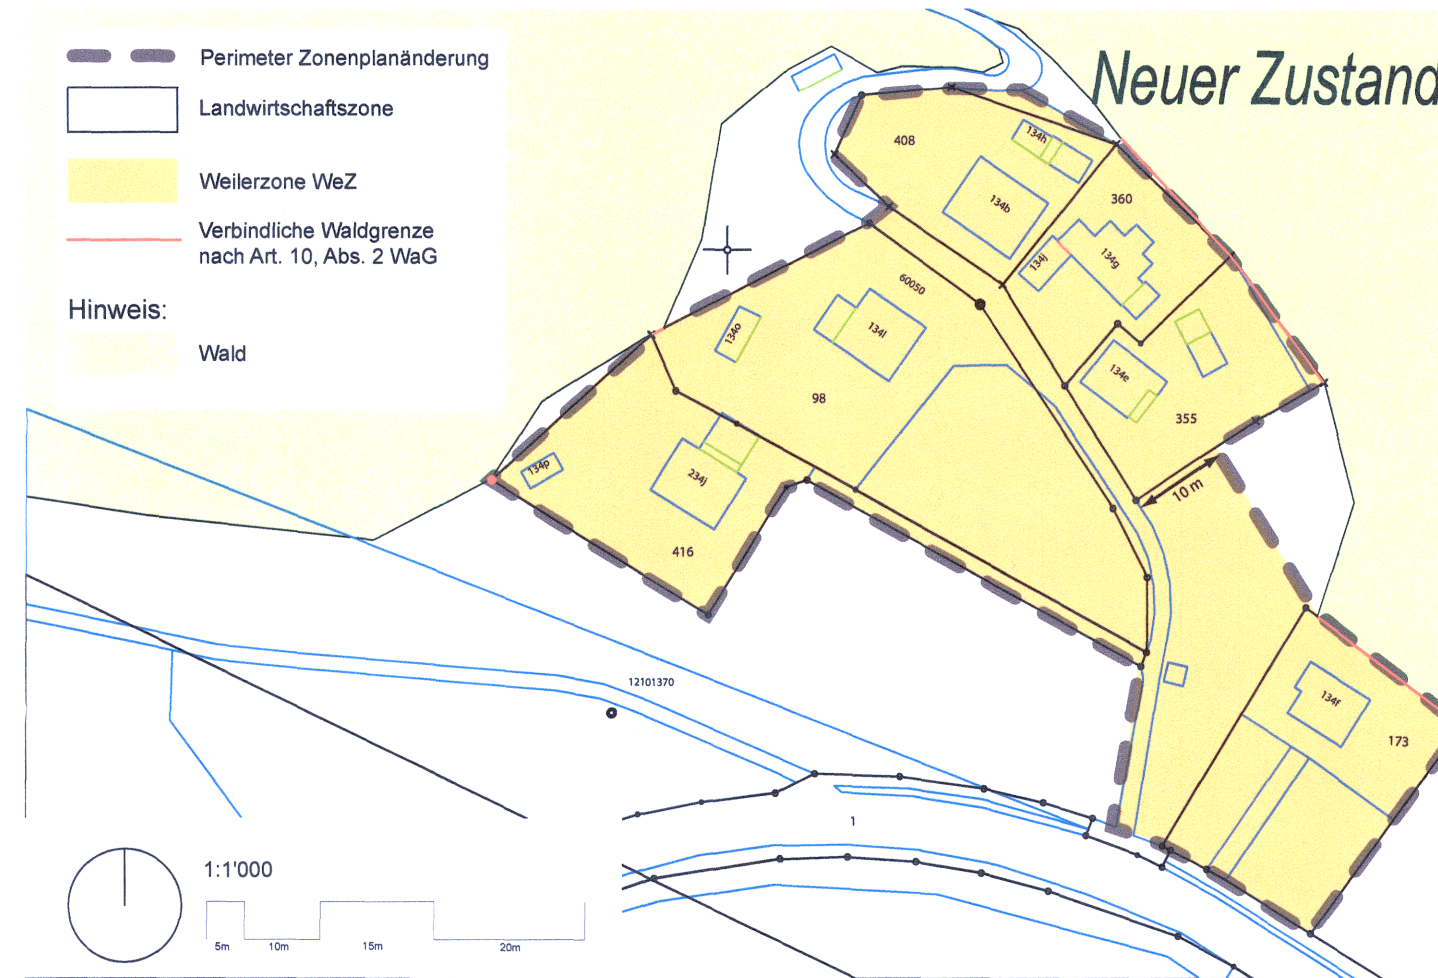 Perimeter Zonenplanänderung
Neuer Zustand
Landwirtschaftszone
Weilerzone WeZ
Verbindliche Waldgrenze
nach Art. 10, Abs. 2 WaG
Hinweis:
Wald
408
134h
134b
360
134g
134j
60050
134o
134l
134e
98
355
134p
234j
10 m
416
12101370
134f
173
1
1:1'000
5m
10m
15m
20m